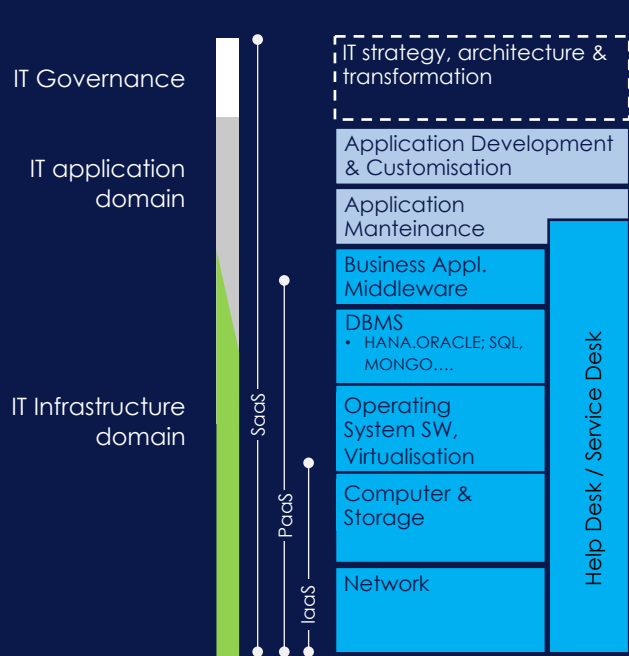 IT Governance
IT application
domain
IT Infrastructure
domain
SaaS
PaaS
IaaS
IT strategy, architecture &
transformation
Application Development
& Customisation
Application
Manteinance
Business Appl.
Middleware
DBMS
• HANA.ORACLE; SQL,
MONGO....
Operating
System SW,
Virtualisation
Computer &
Storage
Network
Help Desk / Service Desk